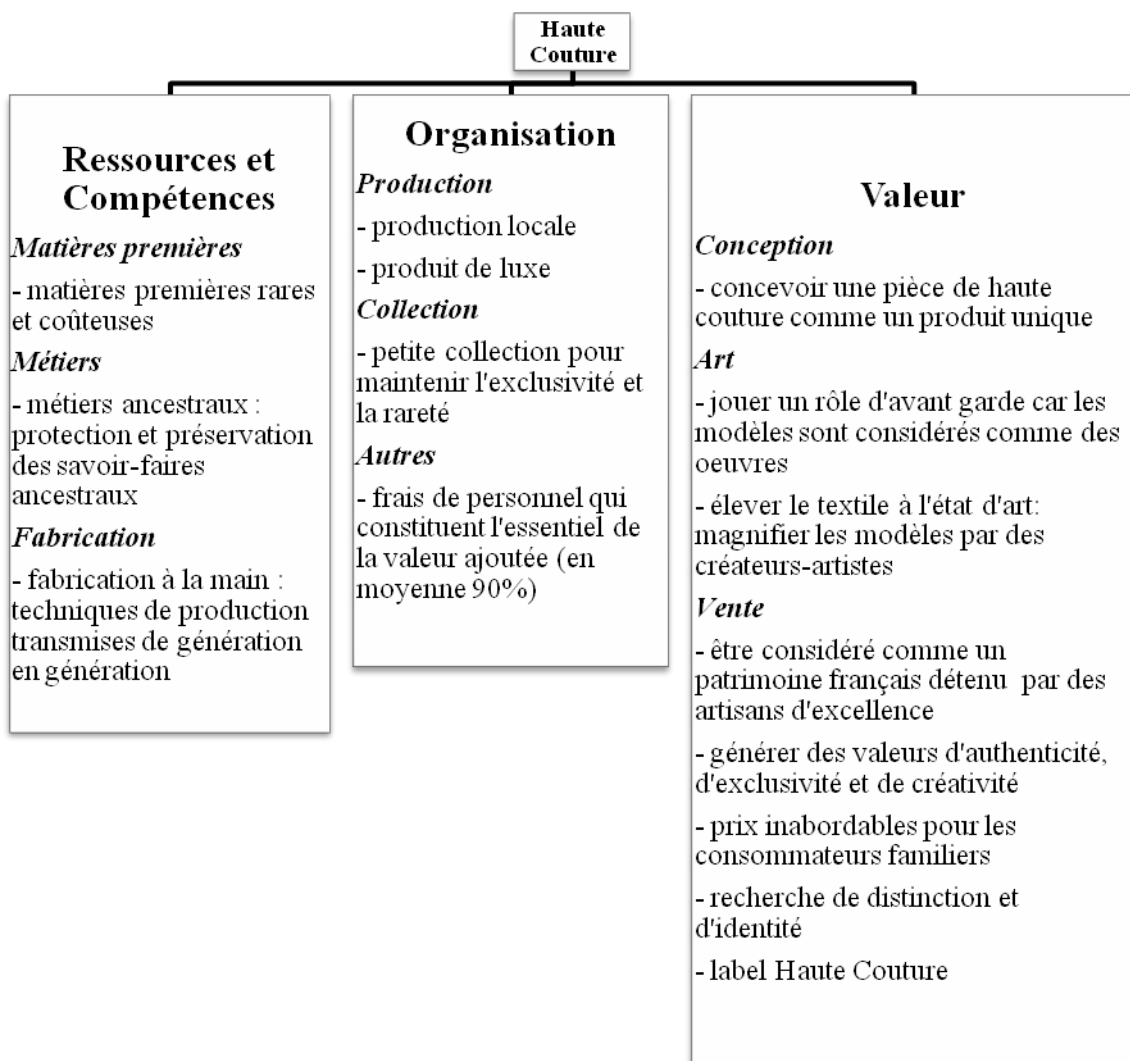 Haute
Couture
Ressources et
Compétences
Matières premières
- matières premières rares
et coûteuses
Métiers
- métiers ancestraux :
protection et préservation
des savoir-faires
ancestraux
Fabrication
- fabrication à la main :
techniques de production
transmises de génération
en génération
Organisation
Production
- production locale
- produit de luxe
Collection
- petite collection pour
maintenir l'exclusivité et
la rareté
Autres
- frais de personnel qui
constituent l'essentiel de
la valeur ajoutée (en
moyenne 90%)
Valeur
Conception
- concevoir une pièce de haute
couture comme un produit unique
Art
- jouer un rôle d'avant garde car les
modèles sont considérés comme des
oeuvres
- élever le textile à l'état d'art:
magnifier les modèles par des
créateurs-artistes
Vente
- être considéré comme un
patrimoine français détenu par des
artisans d'excellence
- générer des valeurs d'authenticité,
d'exclusivité et de créativité
- prix inabordables pour les
consommateurs familiers
- recherche de distinction et
d'identité
- label Haute Couture